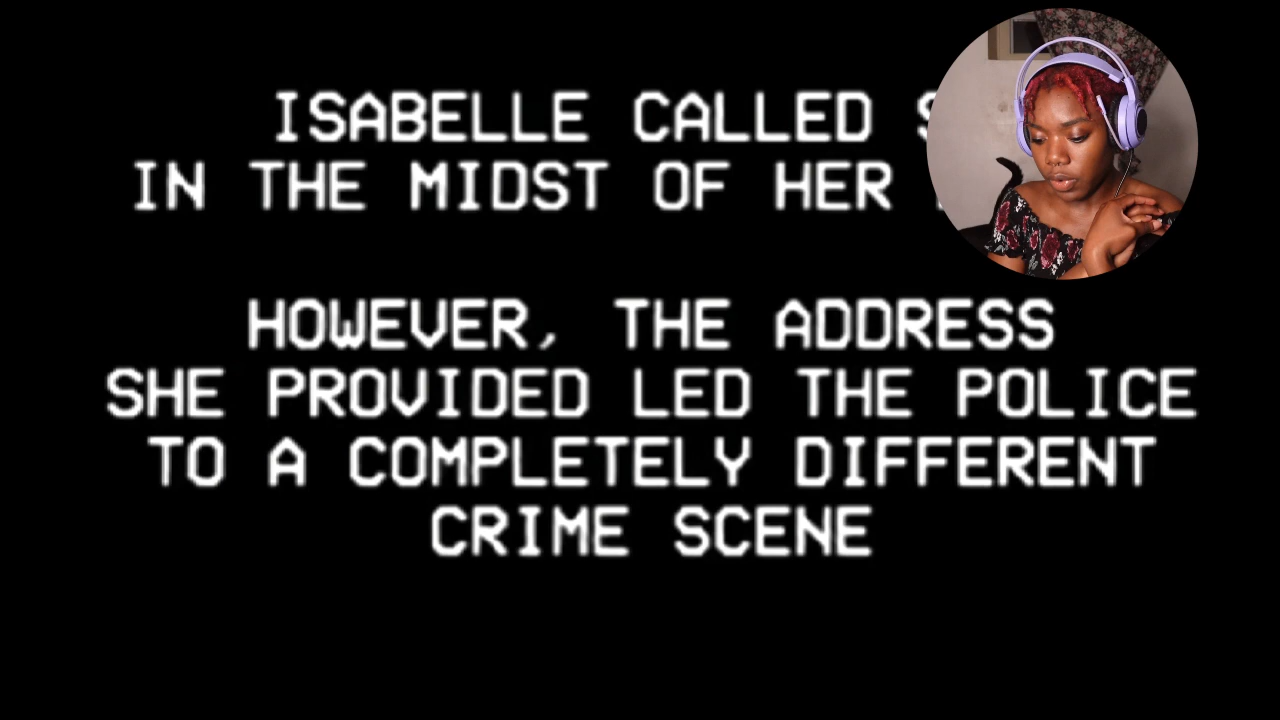 ISABELLE CALLED
IN THE MIDST OF HER
HOWEVER, THE ADDRESS
SHE PROVIDED LED THE POLICE
TO A COMPLETELY DIFFERENT
CRIME SCENE